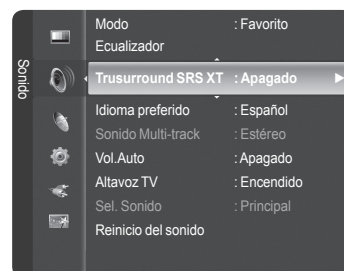 Sonido
Modo : Favorito
Ecualizador
Trusurround SRS XT : Apagado
Idioma preferido : Español
Sonido Multi-track : Estéreo
Vol.Auto : Apagado
Altavoz TV : Encendido
Sel. Sonido : Principal
Reinicio del sonido